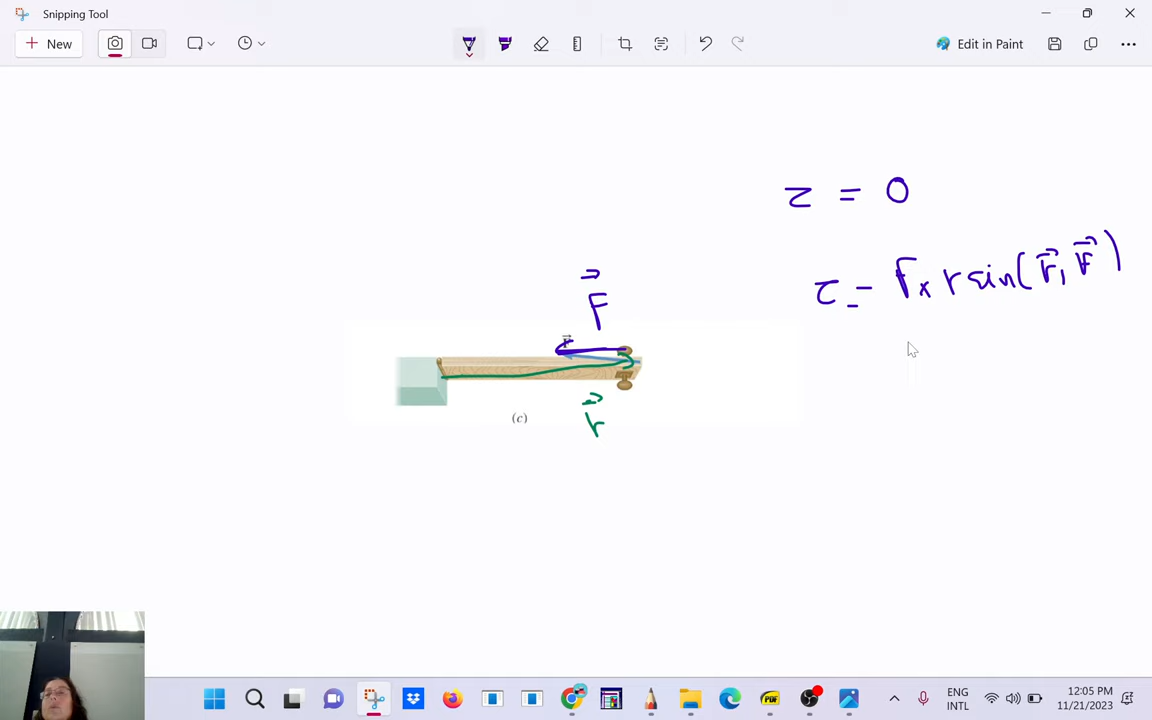 Snipping Tool
New
Edit in Paint
τ = 0
τ = F x r sin(r⃗, F⃗)
F⃗
r⃗
(c)
ENG
INTL
12:05 PM
11/21/2023